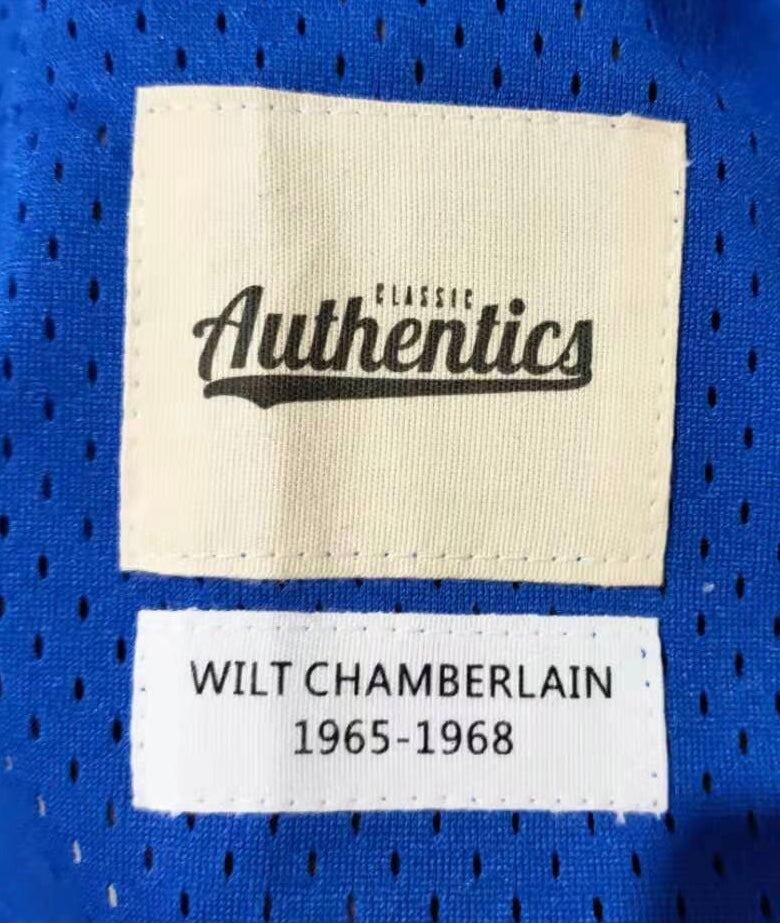 CLASSIC
Authentics
WILT CHAMBERLAIN
1965-1968